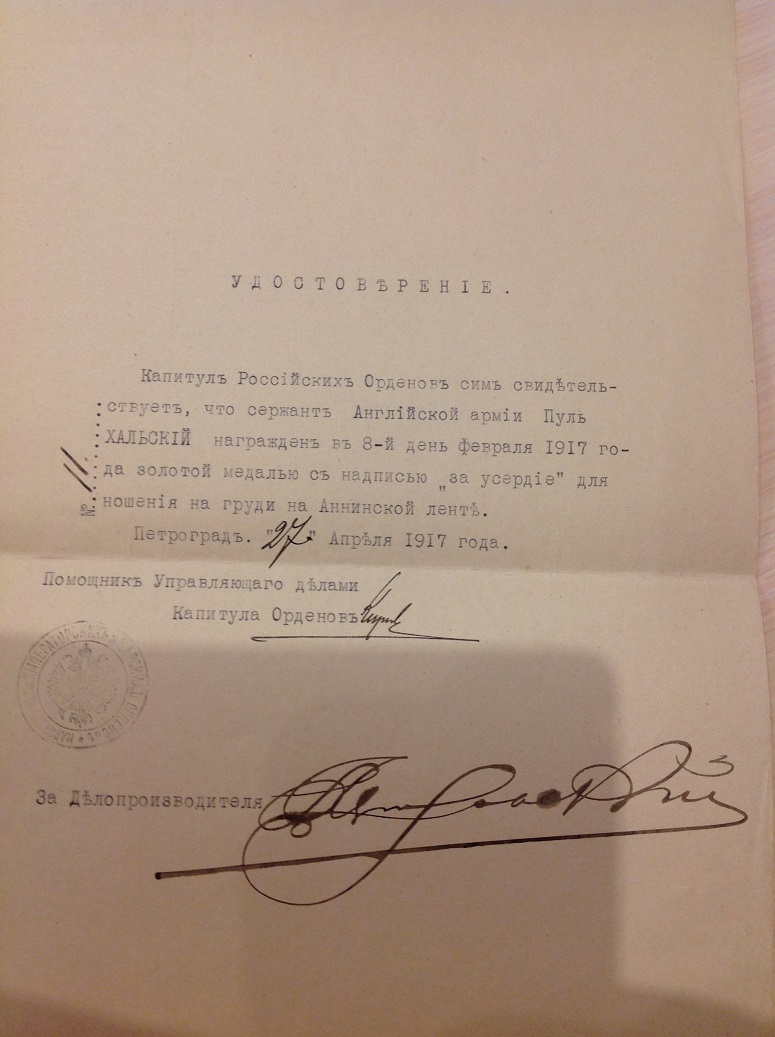 УДОСТОВѢРЕНІЕ.
Капитулъ Россійскихъ Орденовъ симъ свидѣтель-
ствуетъ, что сержантъ Англійской арміи Пуль
ХАЛЬСКІЙ награжденъ въ 8-й день февраля 1917 го-
да золотой медалью съ надписью „за усердіе" для
ношенія на груди на Аннинской лентѣ.
№ 11
Петроградъ. "27" Апрѣля 1917 года.
Помощникъ Управляющаго дѣлами
Капитула Орденовъ
За Дѣлопроизводителя